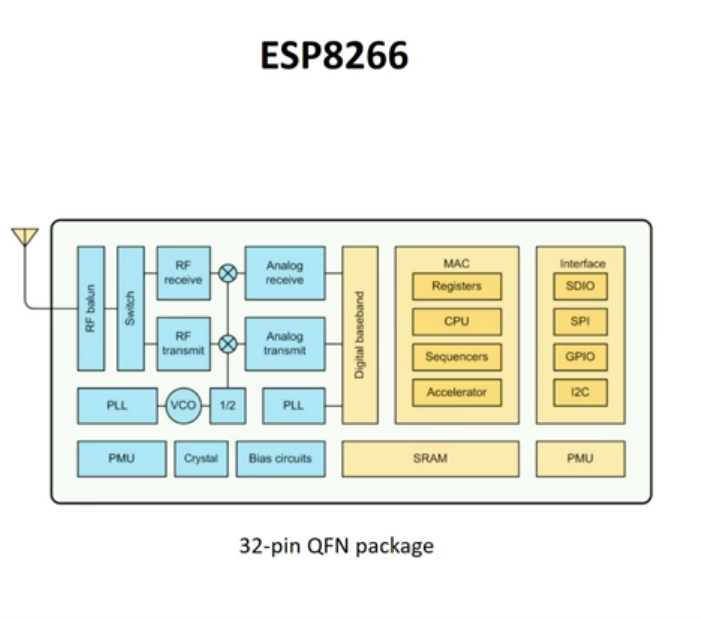 ESP8266
RF balun
Switch
RF
receive
Analog
receive
RF
transmit
Analog
transmit
Digital baseband
PLL
VCO
1/2
PLL
PMU
Crystal
Bias circuits
MAC
Registers
CPU
Sequencers
Accelerator
Interface
SDIO
SPI
GPIO
I2C
SRAM
PMU
32-pin QFN package